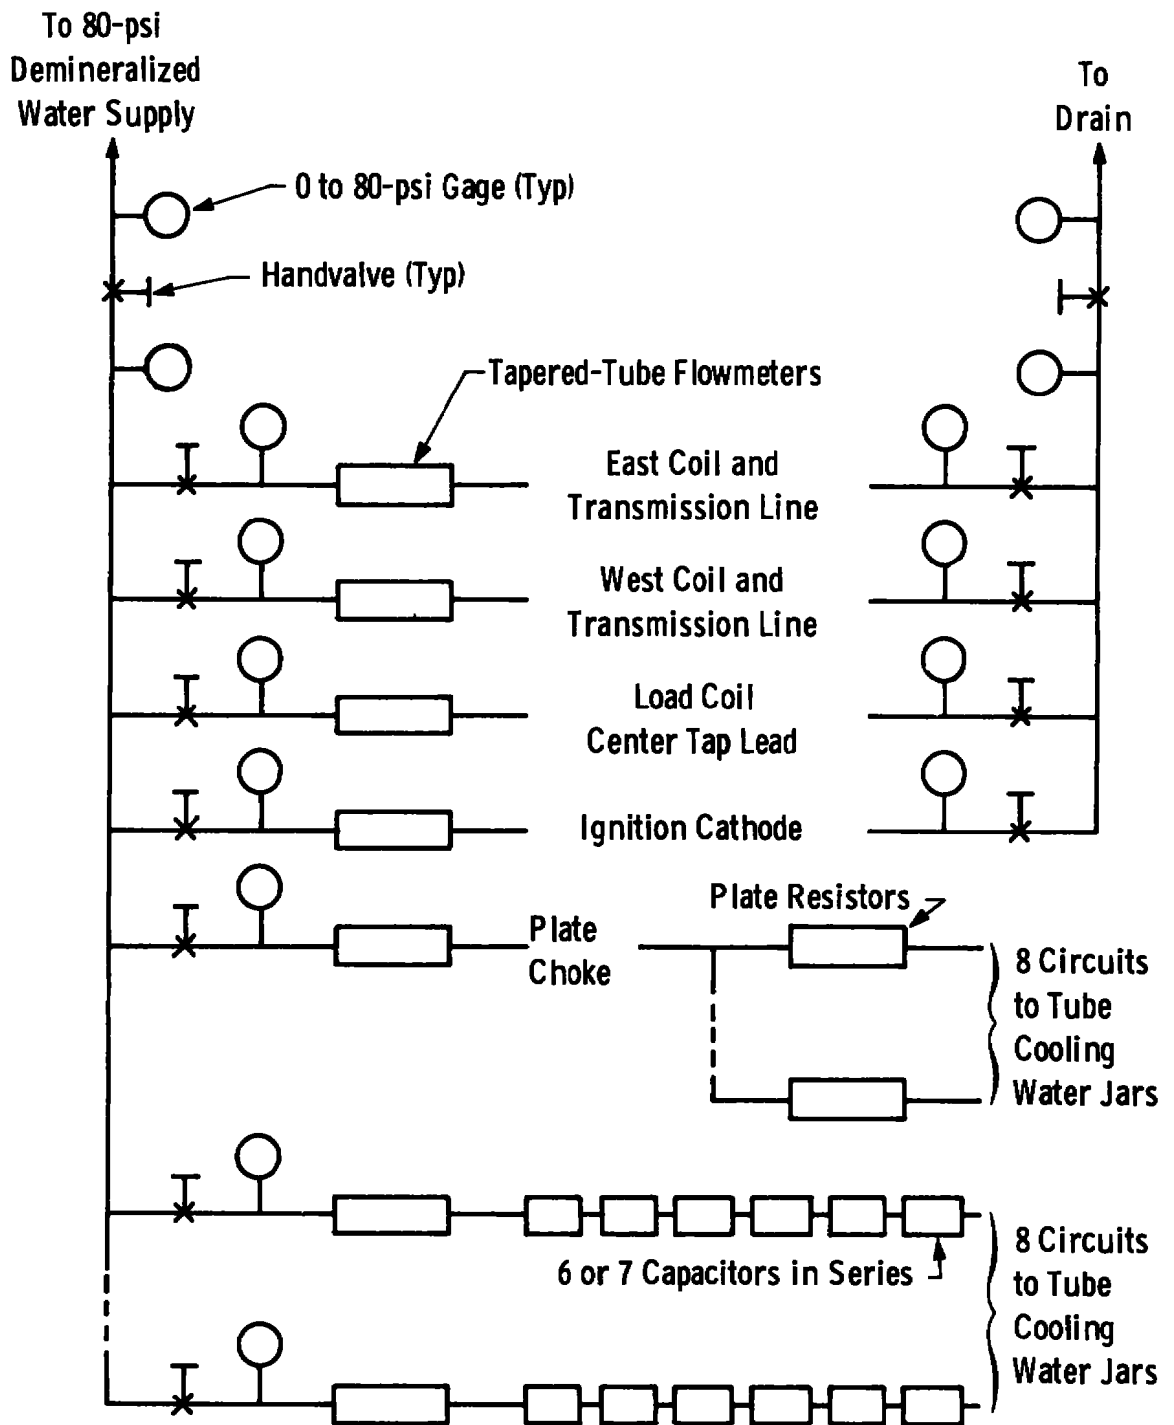 To 80-psi
Demineralized
Water Supply
To
Drain
0 to 80-psi Gage (Typ)
Handvalve (Typ)
Tapered-Tube Flowmeters
East Coil and
Transmission Line
West Coil and
Transmission Line
Load Coil
Center Tap Lead
Ignition Cathode
Plate Resistors
Plate
Choke
8 Circuits
to Tube
Cooling
Water Jars
6 or 7 Capacitors in Series
8 Circuits
to Tube
Cooling
Water Jars